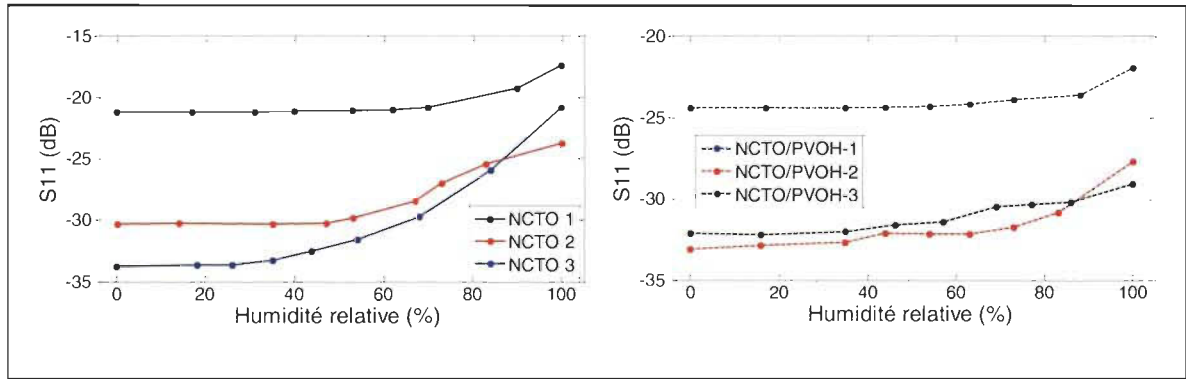 -15
-20
-25
-30
-35
S11 (dB)
0 20 40 60 80 100
Humidité relative (%)
NCTO 1
NCTO 2
NCTO 3
-20
-25
-30
-35
S11 (dB)
0 20 40 60 80 100
Humidité relative (%)
NCTO/PVOH-1
NCTO/PVOH-2
NCTO/PVOH-3